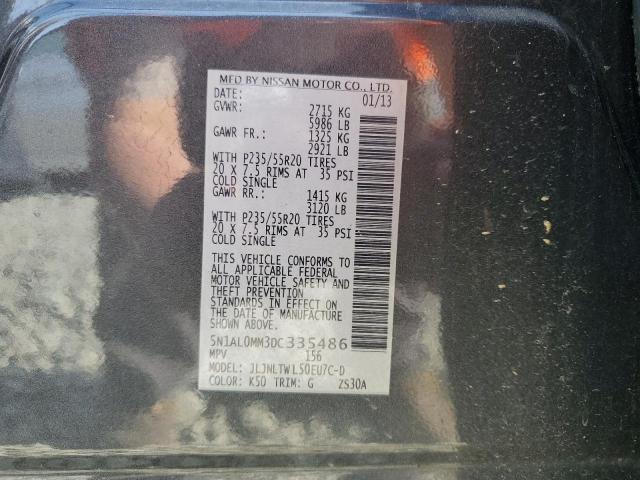 MFD BY NISSAN MOTOR CO., LTD.
DATE: 01/13
GVWR: 2715 KG
5986 LB
GAWR FR.: 1325 KG
2921 LB
WITH P235/55R20 TIRES
20 X 7.5 RIMS AT 35 PSI
COLD SINGLE
GAWR RR.: 1415 KG
3120 LB
WITH P235/55R20 TIRES
20 X 7.5 RIMS AT 35 PSI
COLD SINGLE
THIS VEHICLE CONFORMS TO
ALL APPLICABLE FEDERAL
MOTOR VEHICLE SAFETY AND
THEFT PREVENTION
STANDARDS IN EFFECT ON
THE DATE OF MANUFACTURE
SHOWN ABOVE.
5N1AL0MM3DC335486
MPV 156
MODEL: JLJNLTWL50EU7C-D
COLOR: K50 TRIM: G ZS30A